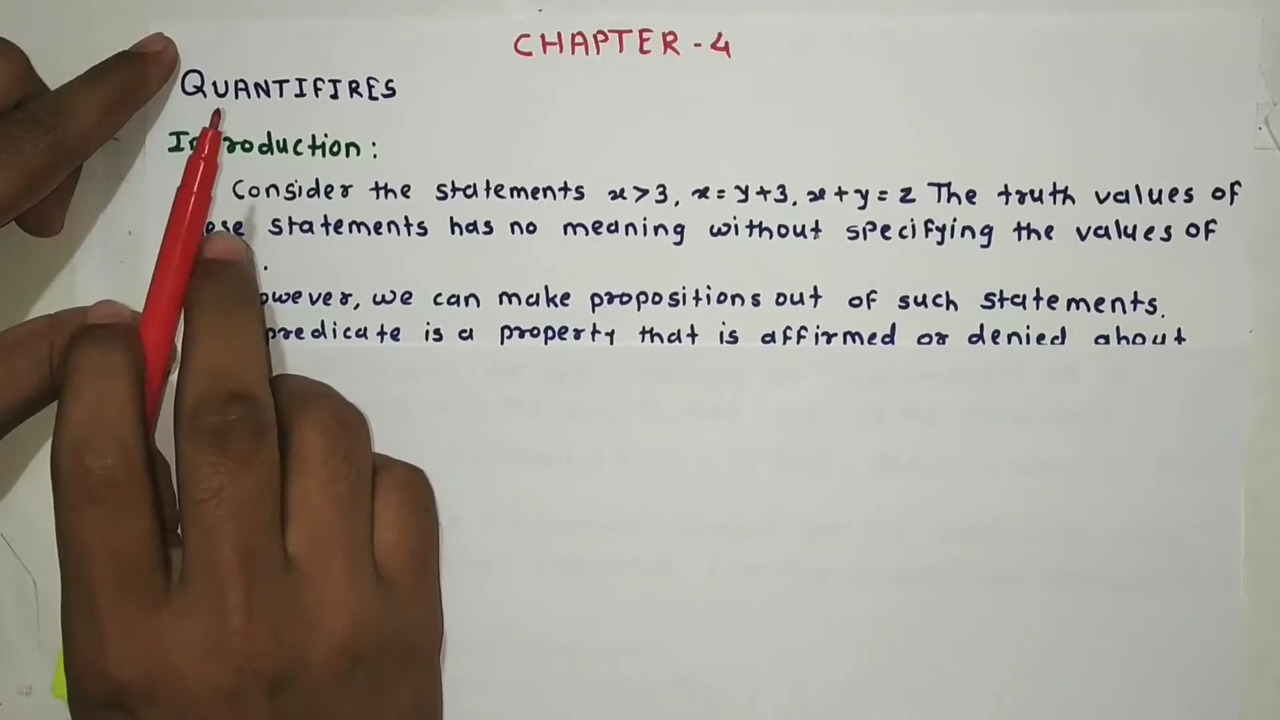 CHAPTER - 4
QUANTIFIRES
Introduction :
Consider the statements x > 3, x = y + 3, x + y = z The truth values of
statements has no meaning without specifying the values of
.
we can make propositions out of such statements.
predicate is a property that is affirmed or denied about